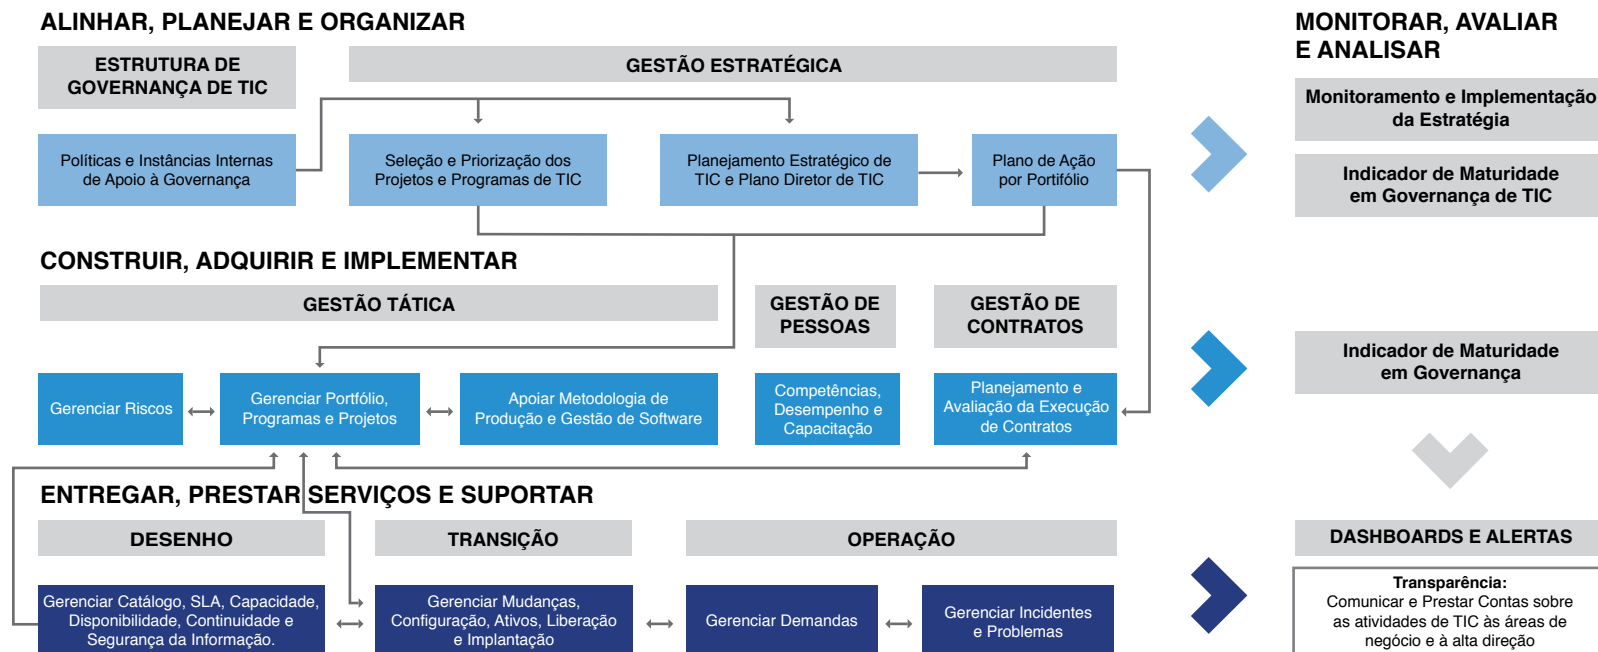 ALINHAR, PLANEJAR E ORGANIZAR
ESTRUTURA DE
GOVERNANÇA DE TIC
GESTÃO ESTRATÉGICA
Políticas e Instâncias Internas
de Apoio à Governança
Seleção e Priorização dos
Projetos e Programas de TIC
Planejamento Estratégico de
TIC e Plano Diretor de TIC
Plano de Ação
por Portifólio
MONITORAR, AVALIAR
E ANALISAR
Monitoramento e Implementação
da Estratégia
Indicador de Maturidade
em Governança de TIC
CONSTRUIR, ADQUIRIR E IMPLEMENTAR
GESTÃO TÁTICA
GESTÃO DE
PESSOAS
GESTÃO DE
CONTRATOS
Gerenciar Riscos
Gerenciar Portfólio,
Programas e Projetos
Apoiar Metodologia de
Produção e Gestão de Software
Competências,
Desempenho e
Capacitação
Planejamento e
Avaliação da Execução
de Contratos
Indicador de Maturidade
em Governança
ENTREGAR, PRESTAR SERVIÇOS E SUPORTAR
DESENHO
TRANSIÇÃO
OPERAÇÃO
Gerenciar Catálogo, SLA, Capacidade,
Disponibilidade, Continuidade e
Segurança da Informação.
Gerenciar Mudanças,
Configuração, Ativos, Liberação
e Implantação
Gerenciar Demandas
Gerenciar Incidentes
e Problemas
DASHBOARDS E ALERTAS
Transparência:
Comunicar e Prestar Contas sobre
as atividades de TIC às áreas de
negócio e à alta direção